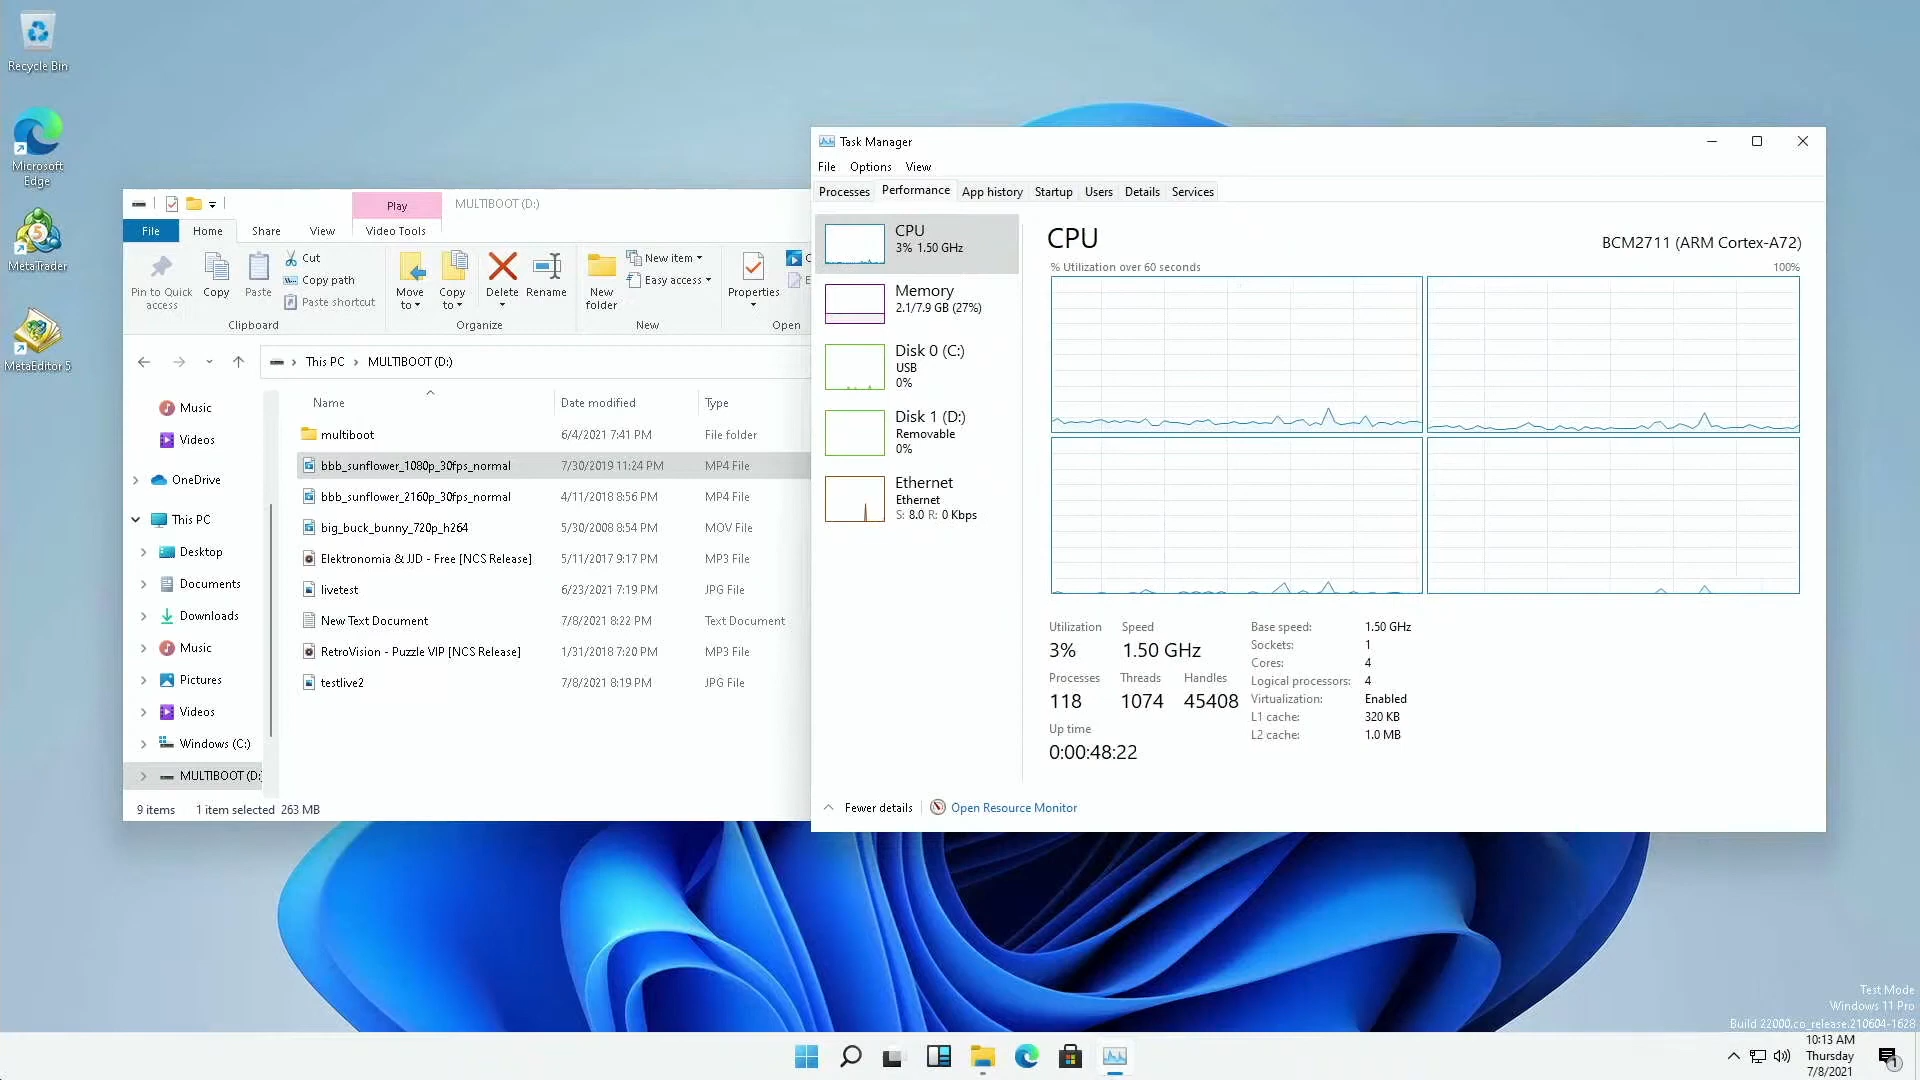 Recycle Bin
Microsoft
Edge
MetaTrader
MetaEditor 5
Play
MULTIBOOT (D:)
File
Home
Share
View
Video Tools
Pin to Quick
access
Copy
Paste
Cut
Copy path
Paste shortcut
Clipboard
Move
to
Copy
to
Delete
Rename
Organize
New
folder
New item
Easy access
New
Properties
Open
This PC
MULTIBOOT (D:)
Name
Date modified
Type
multiboot 6/4/2021 7:41 PM File folder
bbb_sunflower_1080p_30fps_normal 7/30/2019 11:24 PM MP4 File
bbb_sunflower_2160p_30fps_normal 4/11/2018 8:56 PM MP4 File
big_buck_bunny_720p_h264 5/30/2008 8:54 PM MOV File
Elektronomia & JJD - Free [NCS Release] 5/11/2017 9:17 PM MP3 File
livetest 6/23/2021 7:19 PM JPG File
New Text Document 7/8/2021 8:22 PM Text Document
RetroVision - Puzzle VIP [NCS Release] 1/31/2018 7:20 PM MP3 File
testlive2 7/8/2021 8:19 PM JPG File
Music
Videos
OneDrive
This PC
Desktop
Documents
Downloads
Music
Pictures
Videos
Windows (C:)
MULTIBOOT (D:
9 items 1 item selected 263 MB
Task Manager
File Options View
Processes Performance App history Startup Users Details Services
CPU
3% 1.50 GHz
Memory
2.1/7.9 GB (27%)
Disk 0 (C:)
USB
0%
Disk 1 (D:)
Removable
0%
Ethernet
Ethernet
S: 8.0 R: 0 Kbps
CPU
BCM2711 (ARM Cortex-A72)
% Utilization over 60 seconds 100%
Utilization Speed
3% 1.50 GHz
Processes Threads Handles
118 1074 45408
Up time
0:00:48:22
Base speed: 1.50 GHz
Sockets: 1
Cores: 4
Logical processors: 4
Virtualization: Enabled
L1 cache: 320 KB
L2 cache: 1.0 MB
Fewer details
Open Resource Monitor
Test Mode
Windows 11 Pro
Build 22000.co_release.210604-1628
10:13 AM
Thursday
7/8/2021
1